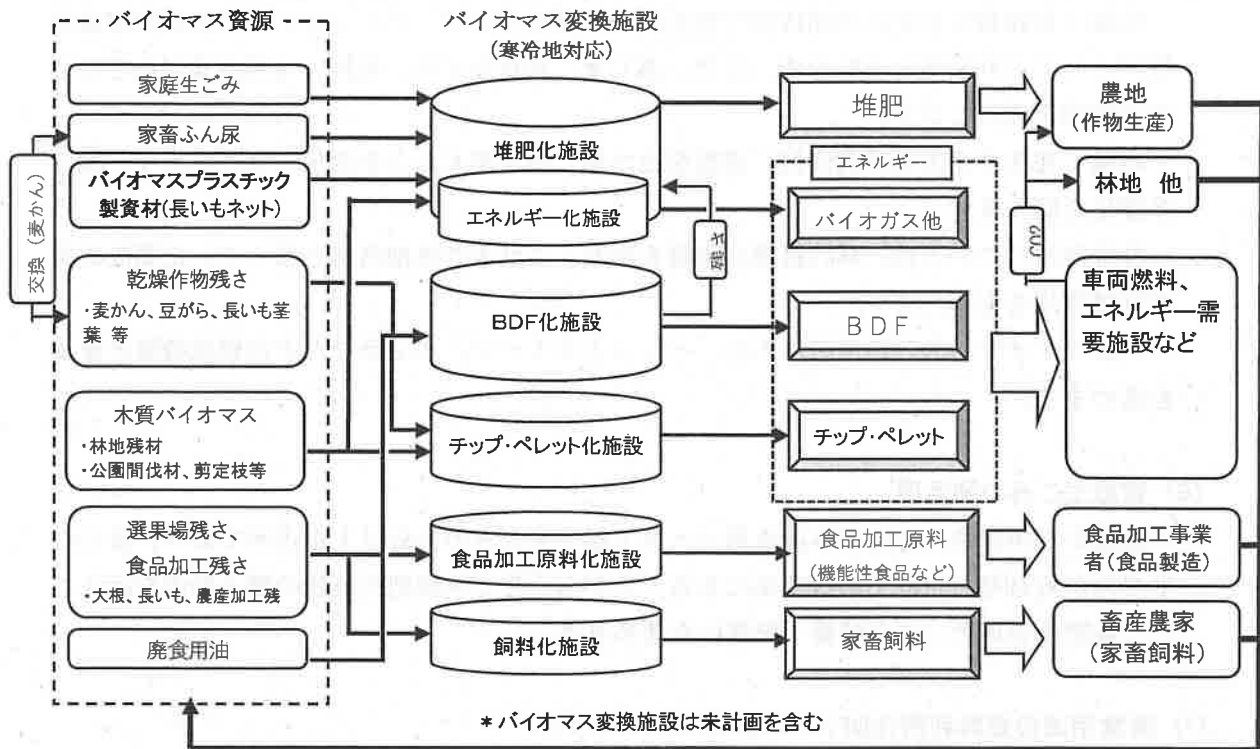 バイオマス資源
バイオマス変換施設
(寒冷地対応)
家庭生ごみ
家畜ふん尿
バイオマスプラスチック
製資材(長いもネット)
交換(麦かん)
乾燥作物残さ
・麦かん、豆がら、長いも茎
葉 等
木質バイオマス
・林地残材
・公園間伐材、剪定枝等
選果場残さ、
食品加工残さ
・大根、長いも、農産加工残
廃食用油
堆肥化施設
エネルギー化施設
残さ
BDF化施設
チップ・ペレット化施設
食品加工原料化施設
飼料化施設
堆肥
エネルギー
バイオガス他
BDF
チップ・ペレット
食品加工原料
(機能性食品など)
家畜飼料
農地
(作物生産)
林地 他
CO2
車両燃料、
エネルギー需
要施設など
食品加工事業
者(食品製造)
畜産農家
(家畜飼料)
*バイオマス変換施設は未計画を含む